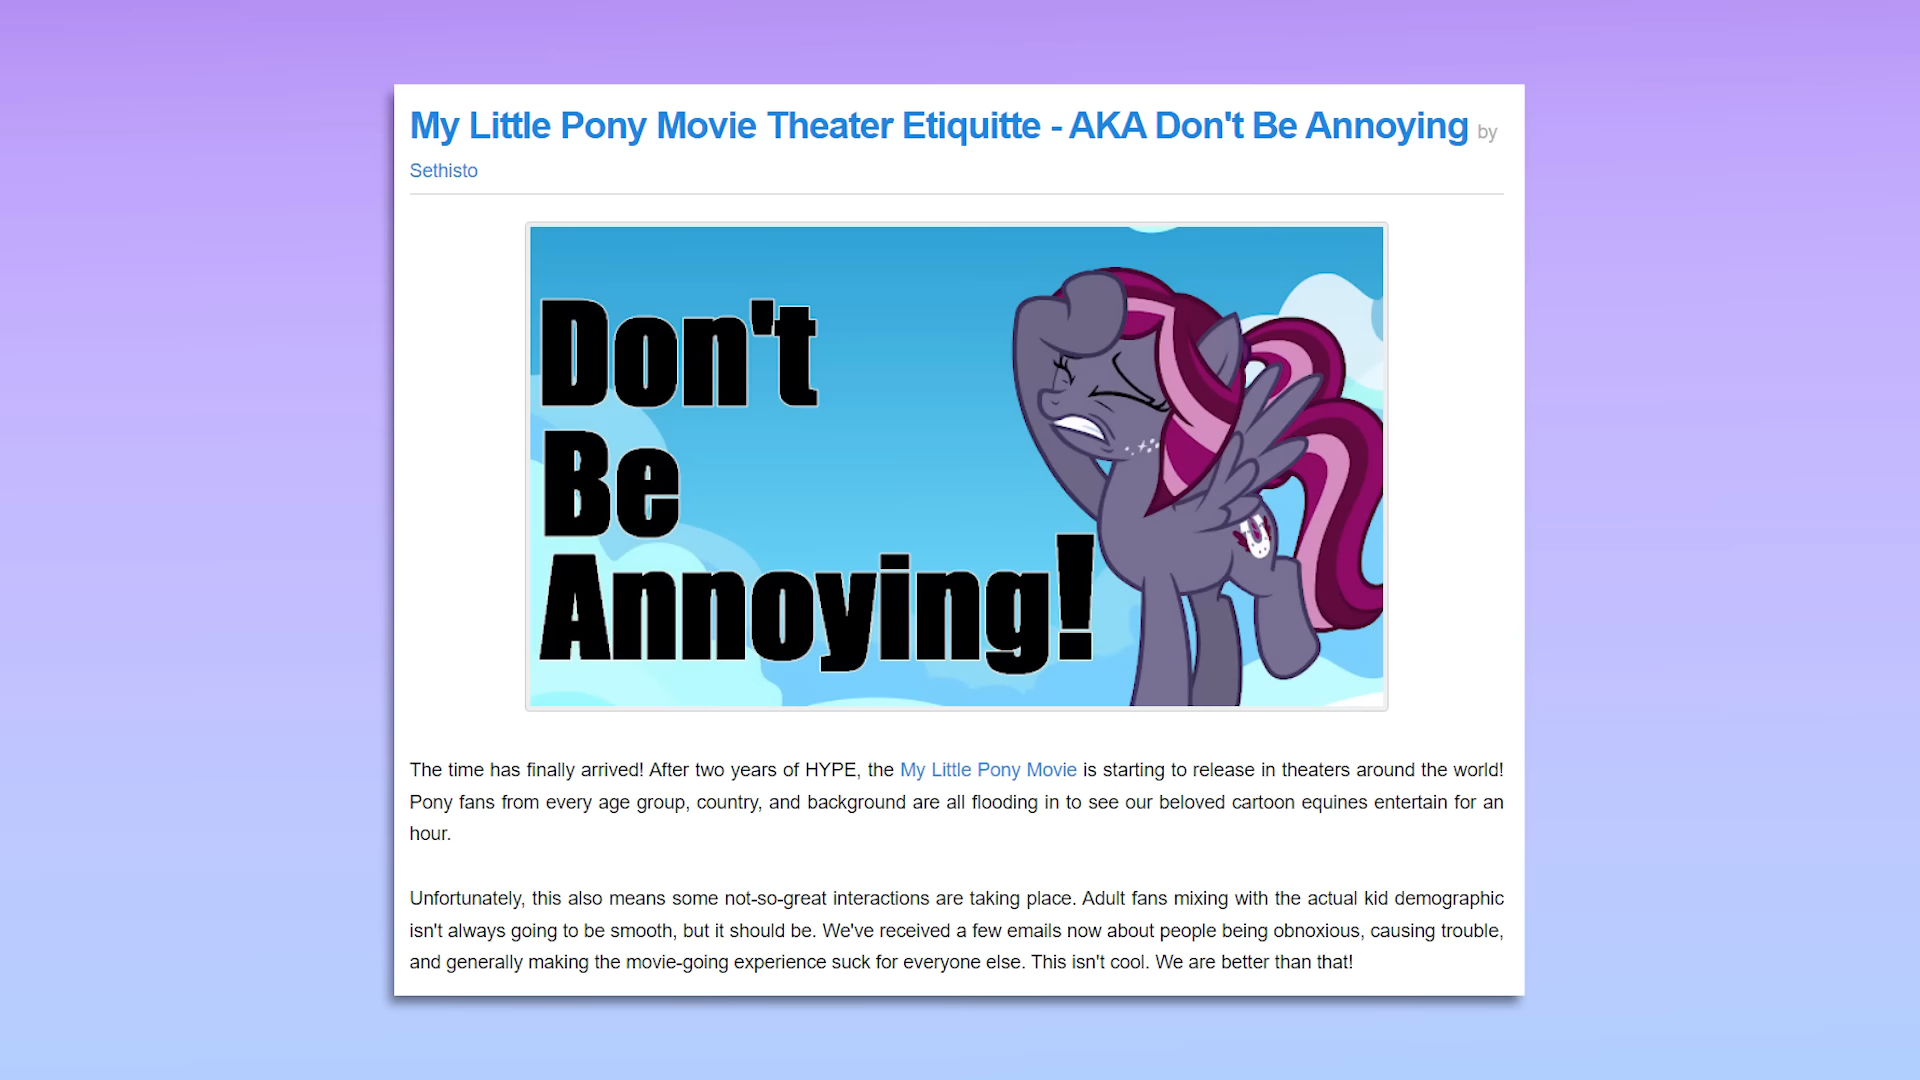 My Little Pony Movie Theater Etiquitte - AKA Don't Be Annoying by
Sethisto
Don't
Be
Annoying!
The time has finally arrived! After two years of HYPE, the My Little Pony Movie is starting to release in theaters around the world!
Pony fans from every age group, country, and background are all flooding in to see our beloved cartoon equines entertain for an
hour.
Unfortunately, this also means some not-so-great interactions are taking place. Adult fans mixing with the actual kid demographic
isn't always going to be smooth, but it should be. We've received a few emails now about people being obnoxious, causing trouble,
and generally making the movie-going experience suck for everyone else. This isn't cool. We are better than that!